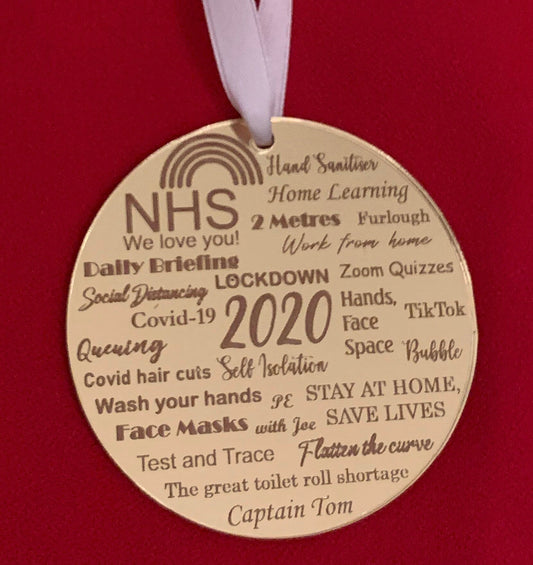 Hand Sanitiser
NHS
Home Learning
2 Metres Furlough
We love you!
Work from home
Daily Briefing
LOCKDOWN
Zoom Quizzes
Social Distancing
Covid-19
2020
Hands,
Face
Space
TikTok
Queuing
Self Isolation
Bubble
Covid hair cuts
Wash your hands
PE
with Joe
STAY AT HOME,
SAVE LIVES
Face Masks
Test and Trace
Flatten the curve
The great toilet roll shortage
Captain Tom